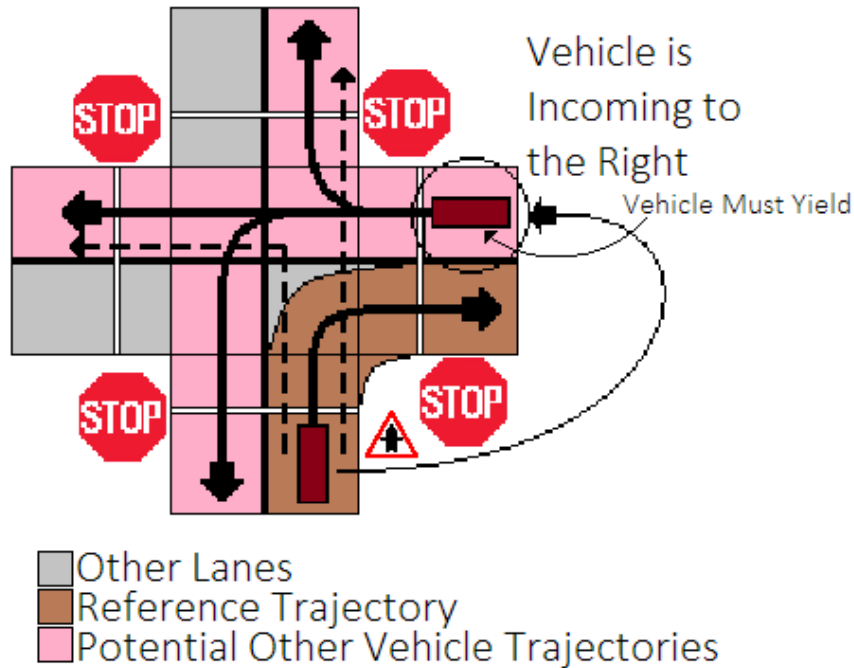 Vehicle is
Incoming to
the Right
Vehicle Must Yield
STOP
STOP
STOP
STOP
Other Lanes
Reference Trajectory
Potential Other Vehicle Trajectories